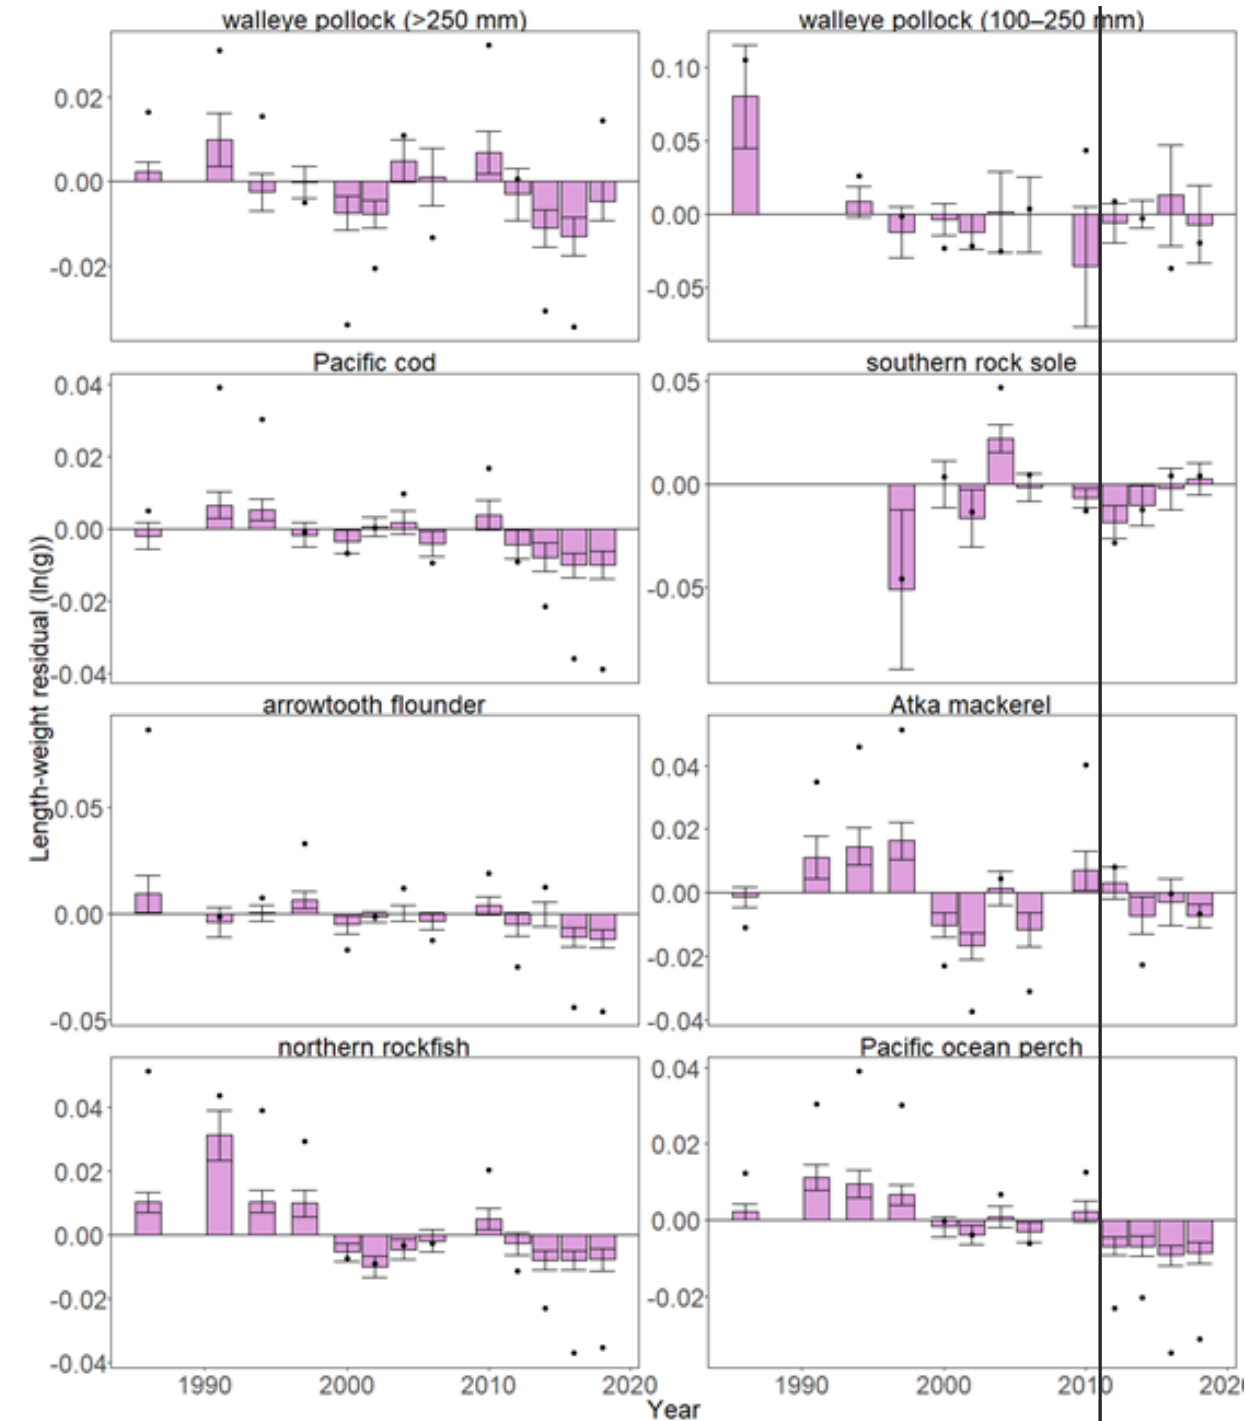 walleye pollock (>250 mm)
walleye pollock (100–250 mm)
0.02
0.00
-0.02
0.10
0.05
0.00
-0.05
Pacific cod
southern rock sole
0.04
0.02
0.00
-0.02
-0.04
0.05
0.00
-0.05
Length-weight residual (ln(g))
arrowtooth flounder
Atka mackerel
0.05
0.00
-0.05
0.04
0.02
0.00
-0.02
-0.04
northern rockfish
Pacific ocean perch
0.04
0.02
0.00
-0.02
-0.04
0.04
0.02
0.00
-0.02
1990 2000 2010 2020
1990 2000 2010 202
Year